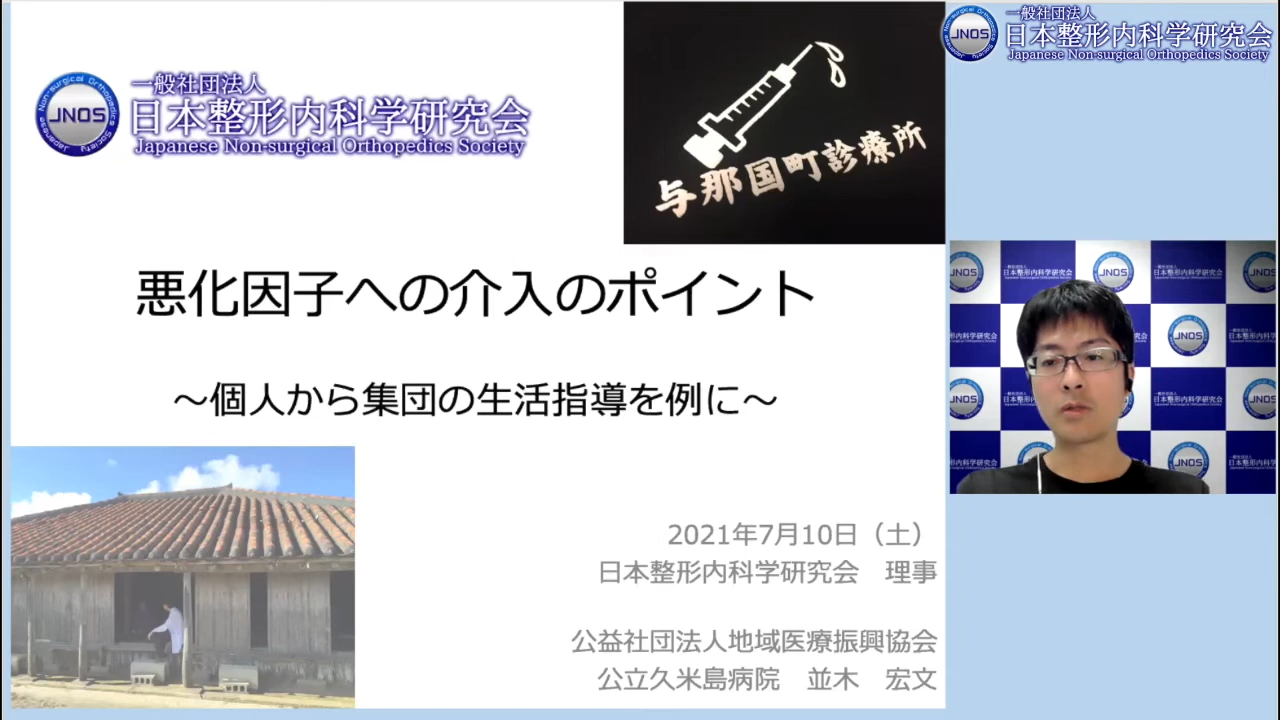 一般社団法人
日本整形内科学研究会
Japanese Non-surgical Orthopedics Society
JNOS
与那国町診療所
一般社団法人
日本整形内科学研究会
Japanese Non-surgical Orthopedics Society
JNOS
悪化因子への介入のポイント
～個人から集団の生活指導を例に～
2021年7月10日（土）
日本整形内科学研究会　理事
公益社団法人地域医療振興協会
公立久米島病院　並木　宏文